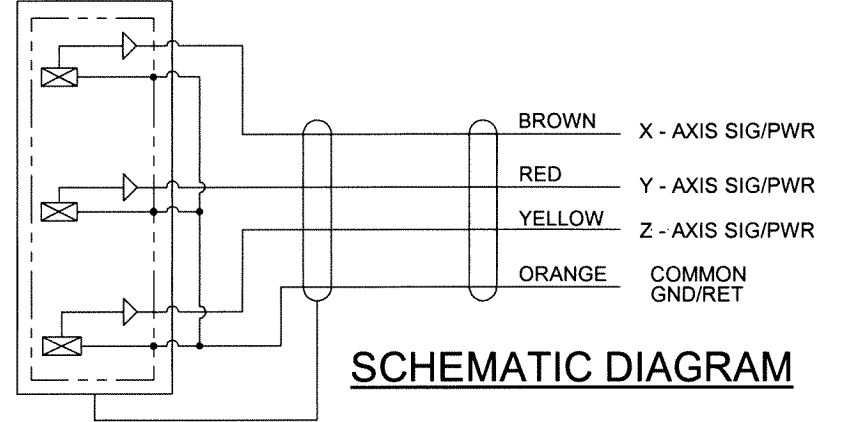 BROWN X - AXIS SIG/PWR
RED Y - AXIS SIG/PWR
YELLOW Z - AXIS SIG/PWR
ORANGE COMMON
GND/RET
SCHEMATIC DIAGRAM